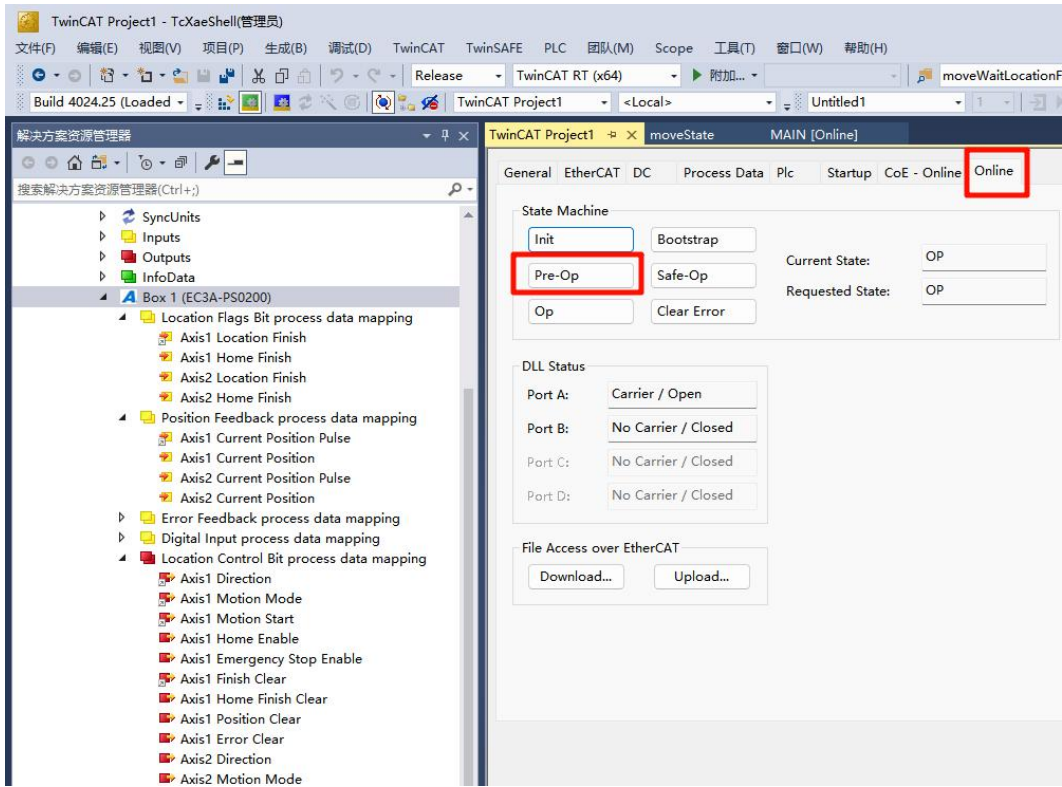 TwinCAT Project1 - TcXaeShell(管理员)
文件(F) 编辑(E) 视图(V) 项目(P) 生成(B) 调试(D) TwinCAT TwinSAFE PLC 团队(M) Scope 工具(T) 窗口(W) 帮助(H)
Release TwinCAT RT (x64) 附加... moveWaitLocationF
Build 4024.25 (Loaded TwinCAT Project1 <Local> Untitled1 1
解决方案资源管理器
搜索解决方案资源管理器(Ctrl+;)
SyncUnits
Inputs
Outputs
InfoData
Box 1 (EC3A-PS0200)
Location Flags Bit process data mapping
Axis1 Location Finish
Axis1 Home Finish
Axis2 Location Finish
Axis2 Home Finish
Position Feedback process data mapping
Axis1 Current Position Pulse
Axis1 Current Position
Axis2 Current Position Pulse
Axis2 Current Position
Error Feedback process data mapping
Digital Input process data mapping
Location Control Bit process data mapping
Axis1 Direction
Axis1 Motion Mode
Axis1 Motion Start
Axis1 Home Enable
Axis1 Emergency Stop Enable
Axis1 Finish Clear
Axis1 Home Finish Clear
Axis1 Position Clear
Axis1 Error Clear
Axis2 Direction
Axis2 Motion Mode
TwinCAT Project1 moveState MAIN [Online]
General EtherCAT DC Process Data Plc Startup CoE - Online Online
State Machine
Init Bootstrap
Pre-Op Safe-Op
Op Clear Error
Current State: OP
Requested State: OP
DLL Status
Port A: Carrier / Open
Port B: No Carrier / Closed
Port C: No Carrier / Closed
Port D: No Carrier / Closed
File Access over EtherCAT
Download... Upload...